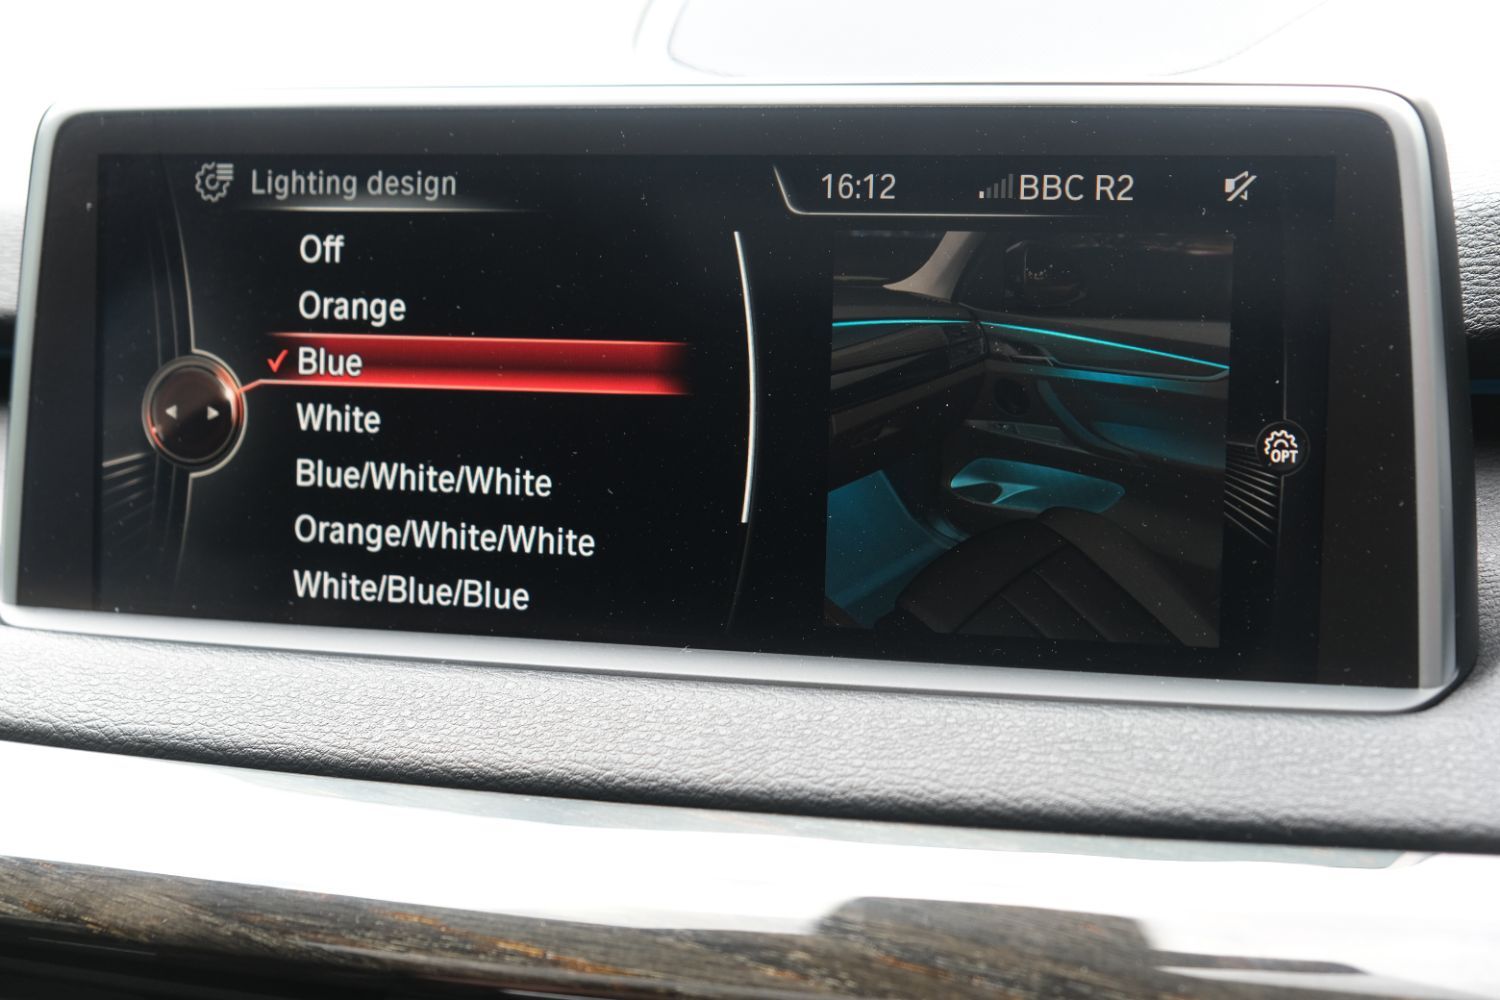 Lighting design
16:12 BBC R2
Off
Orange
Blue
White
Blue/White/White
Orange/White/White
White/Blue/Blue
OPT